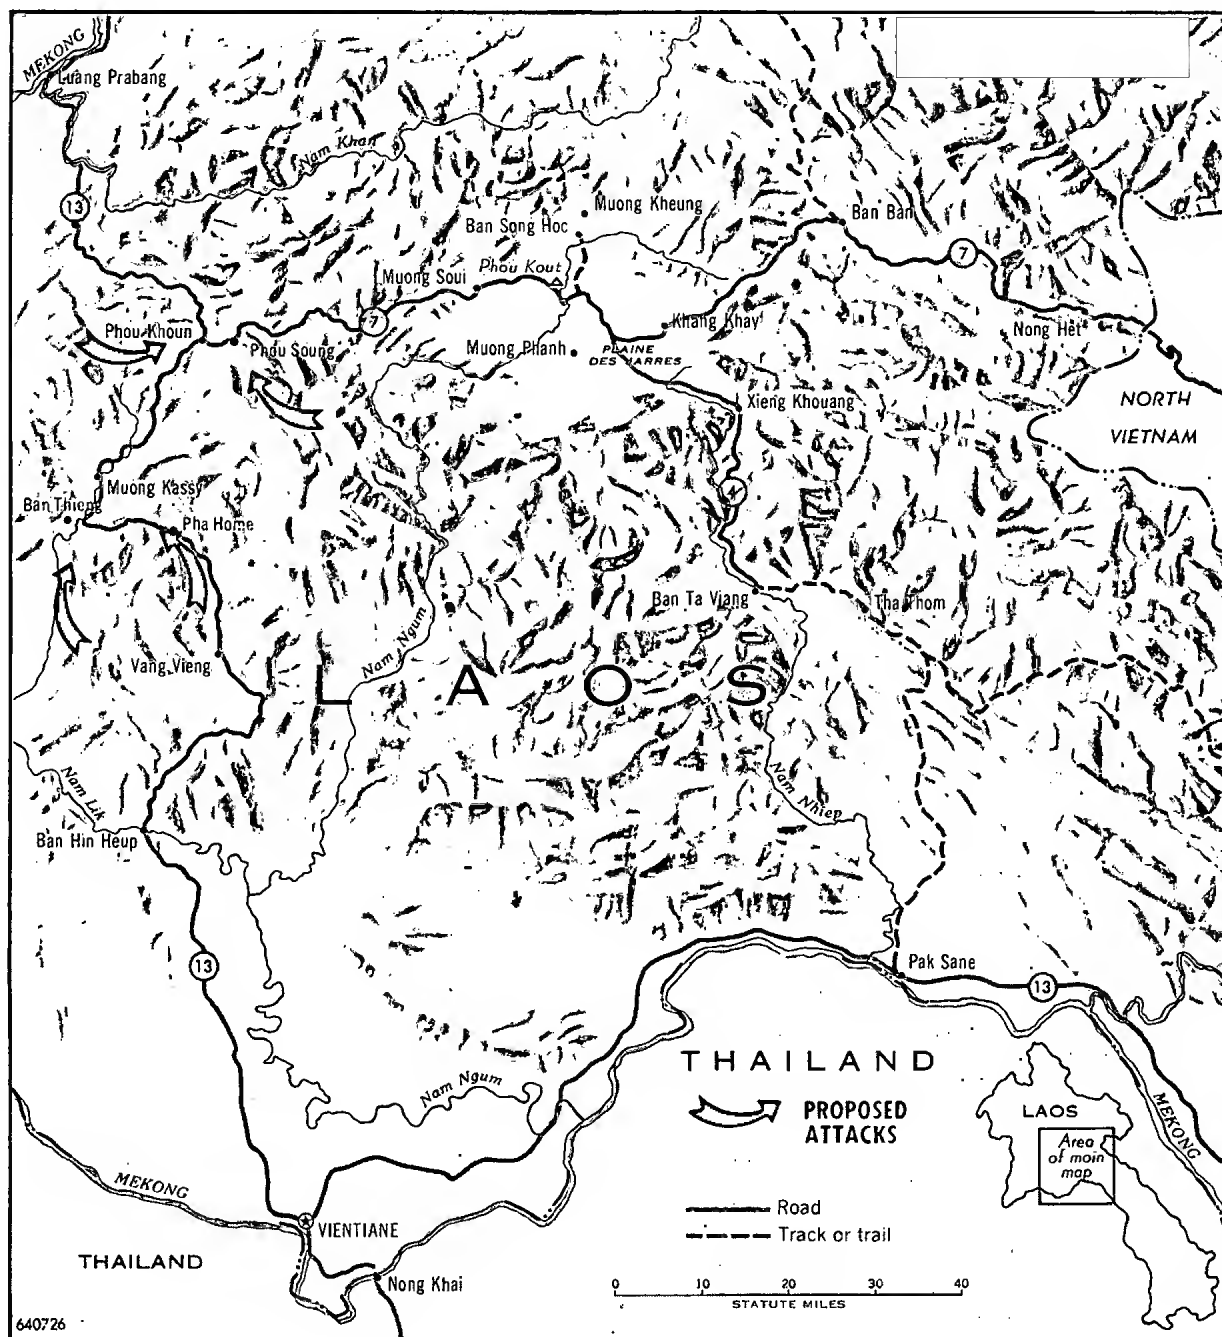 MEKONG
Luang Prabang
Nam Khan
13
Muong Kheung
Ban Ban
Ban Song Hoc
7
Phou Kout
Muong Soui
7
Phou Khoun
Khang Khay
Nong Het
Phou Soung
Muong Phanh
PLAINE
DES JARRES
Xieng Khouang
NORTH
VIETNAM
Muong Kassy
4
Ban Thieng
Pha Home
Ban Ta Viang
Tha Thom
Nam Ngum
Vang Vieng
LAOS
Nam Lik
Nam Nhiep
Ban Hin Heup
13
Pak Sane
13
THAILAND
Nam Ngum
PROPOSED
ATTACKS
LAOS
MEKONG
Area
of main
map
MEKONG
Road
VIETIANE
Track or trail
THAILAND
Nong Khai
0 10 20 30 40
STATUTE MILES
640726